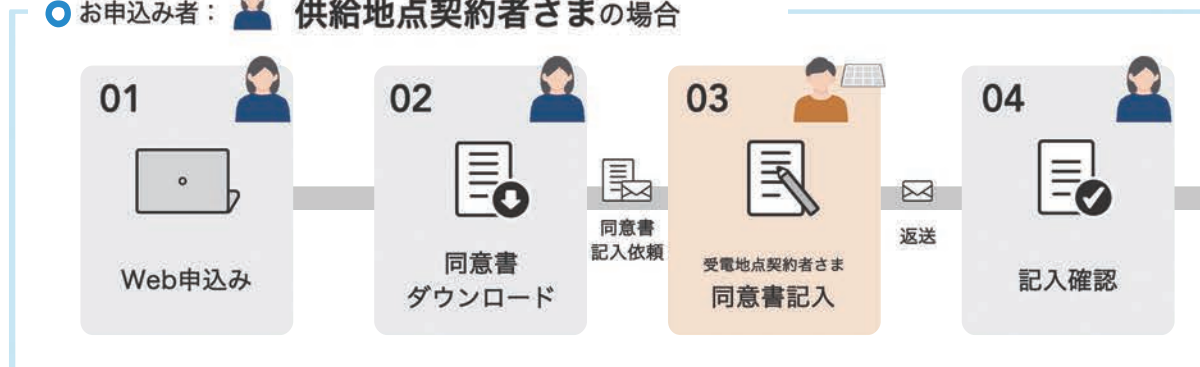 お申込み者： 供給地点契約者さまの場合
01
Web申込み
02
同意書
ダウンロード
同意書
記入依頼
03
受電地点契約者さま
同意書記入
返送
04
記入確認